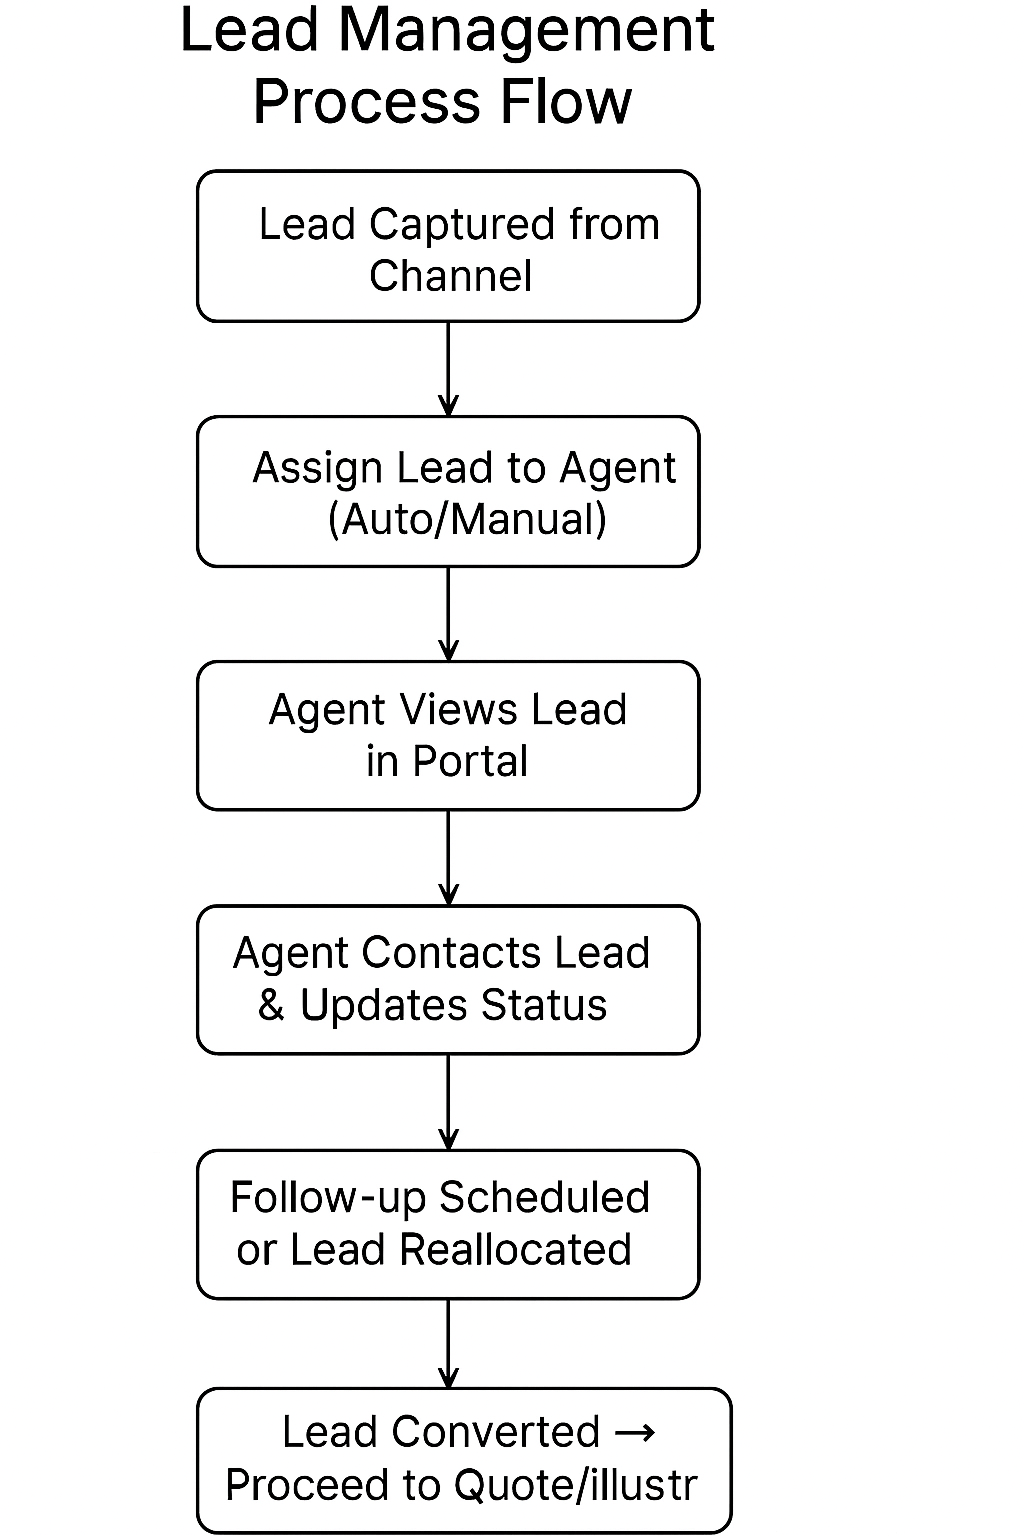 Lead Management
Process Flow
Lead Captured from
Channel
Assign Lead to Agent
(Auto/Manual)
Agent Views Lead
in Portal
Agent Contacts Lead
& Updates Status
Follow-up Scheduled
or Lead Reallocated
Lead Converted →
Proceed to Quote/illustr